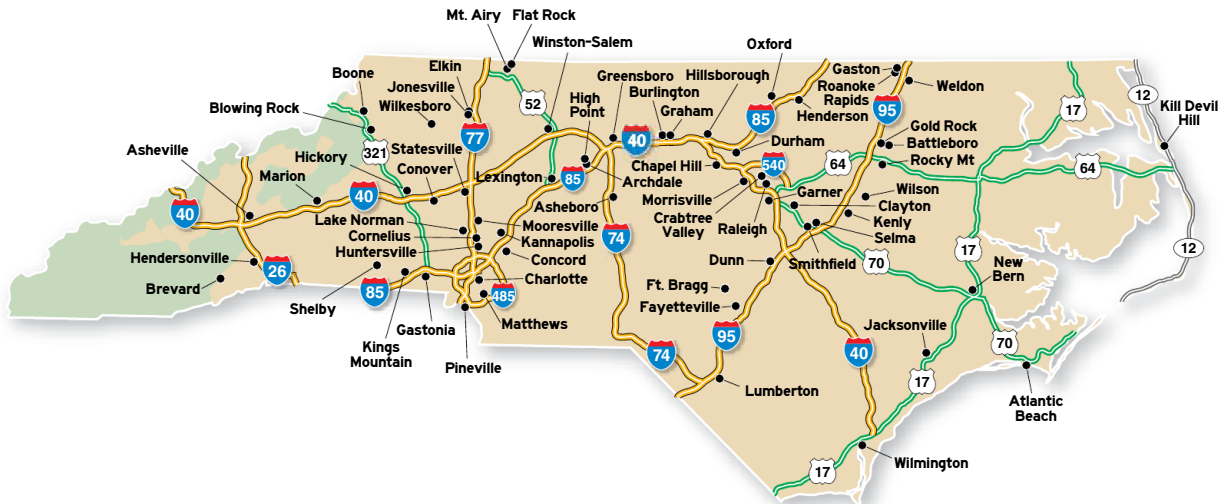 Mt. Airy
Flat Rock
Winston-Salem
Oxford
Boone
Elkin
Greensboro
Hillsborough
Gaston
Jonesville
Burlington
Roanoke
Rapids
Weldon
Wilkesboro
High
Point
Graham
Henderson
Blowing Rock
52
85
95
17
12
Kill Devil
Hill
77
40
Durham
Gold Rock
Battleboro
Asheville
321
Statesville
Hickory
Conover
Lexington
85
Archdale
Chapel Hill
540
64
Rocky Mt
64
Marion
40
Morrisville
Garner
Wilson
40
Asheboro
Crabtree
Valley
Clayton
Lake Norman
Mooresville
Raleigh
Kenly
Cornelius
Kannapolis
74
Selma
Huntersville
Concord
17
12
Hendersonville
26
Dunn
Smithfield
70
New
Bern
Brevard
Charlotte
85
485
Ft. Bragg
Shelby
Fayetteville
Gastonia
Matthews
95
Jacksonville
70
Kings
Mountain
Pineville
74
40
17
Lumberton
Atlantic
Beach
Wilmington
17